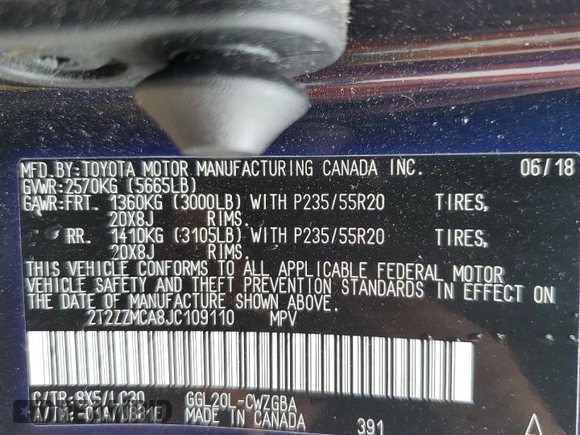 MFD.BY:TOYOTA MOTOR MANUFACTURING CANADA INC. 06/18
GVWR:2570KG (5665LB)
GAWR:FRT. 1360KG (3000LB) WITH P235/55R20 TIRES,
20X8J RIMS.
RR. 1410KG (3105LB) WITH P235/55R20 TIRES,
20X8J RIMS.
THIS VEHICLE CONFORMS TO ALL APPLICABLE FEDERAL MOTOR
VEHICLE SAFETY AND THEFT PREVENTION STANDARDS IN EFFECT ON
THE DATE OF MANUFACTURE SHOWN ABOVE.
2T2ZZMCA8JC109110 MPV
C/TR:8X5/LC20 GGL20L-CWZGBA
MADE IN CANADA 391